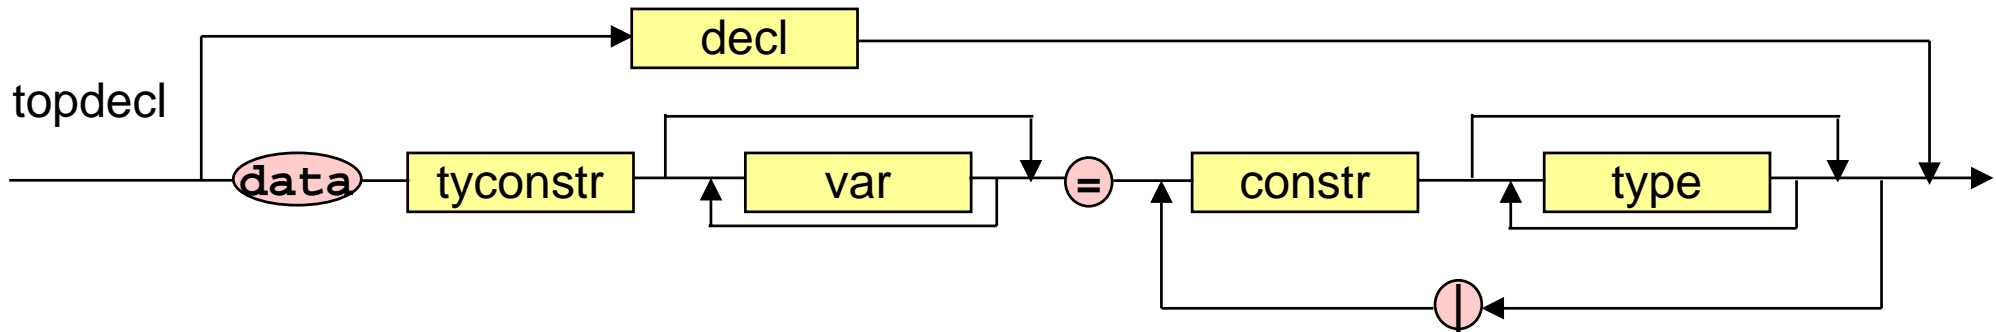 decl
topdecl
data tyconstr var = constr type
|